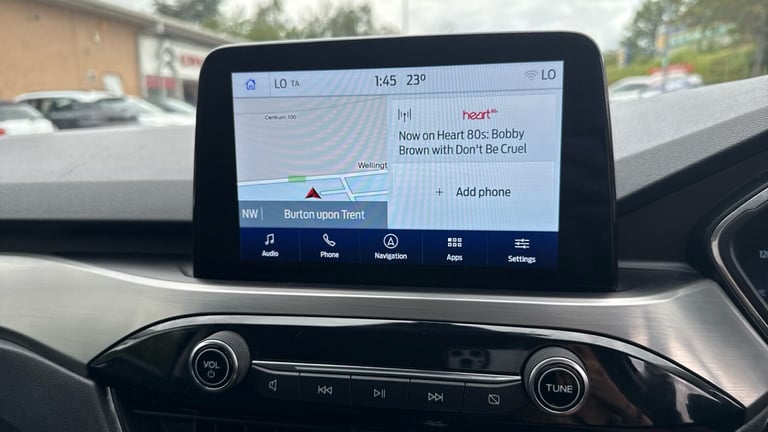 LO TA 1:45 23° LO
Centrum 100
heart 80s
Now on Heart 80s: Bobby
Brown with Don't Be Cruel
Wellingt
+ Add phone
NW Burton upon Trent
Audio Phone Navigation Apps Settings
VOL
TUNE